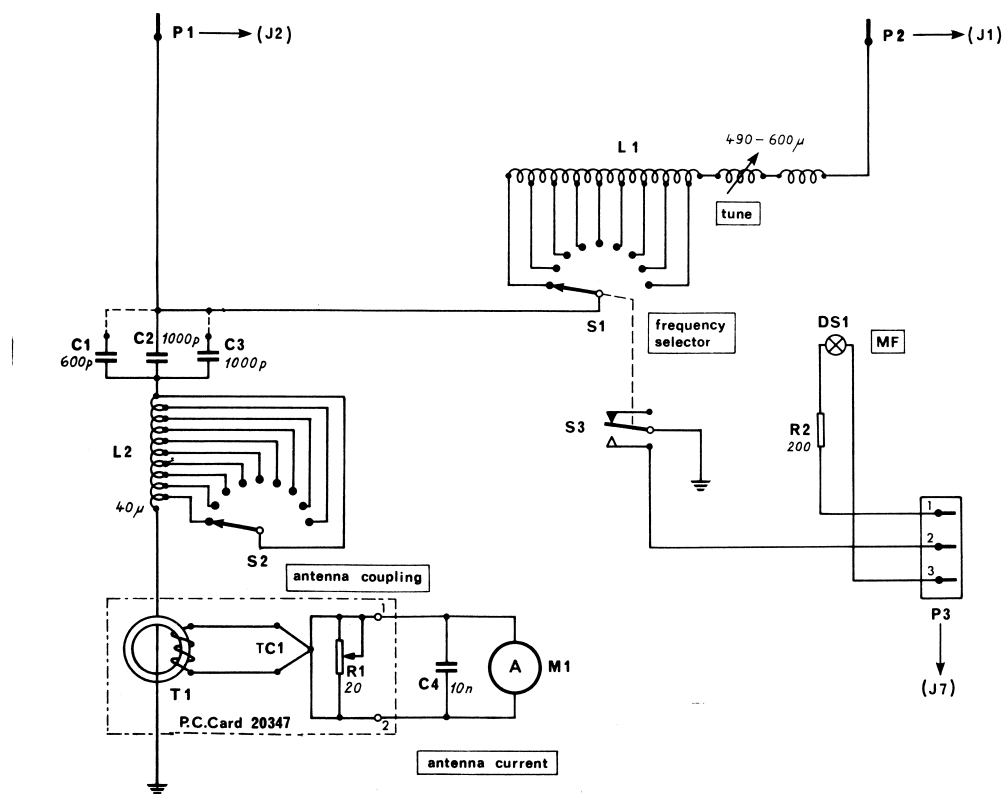 P1 → (J2)
P2 → (J1)
490-600μ
L1
tune
S1
frequency
selector
DS1
MF
C1
600p
C2
1000p
C3
1000p
S3
R2
200
L2
40μ
S2
antenna coupling
1
2
3
P3
(J7)
T1
TC1
R1
20
1
2
C4
10n
A
M1
P.C.Card 20347
antenna current